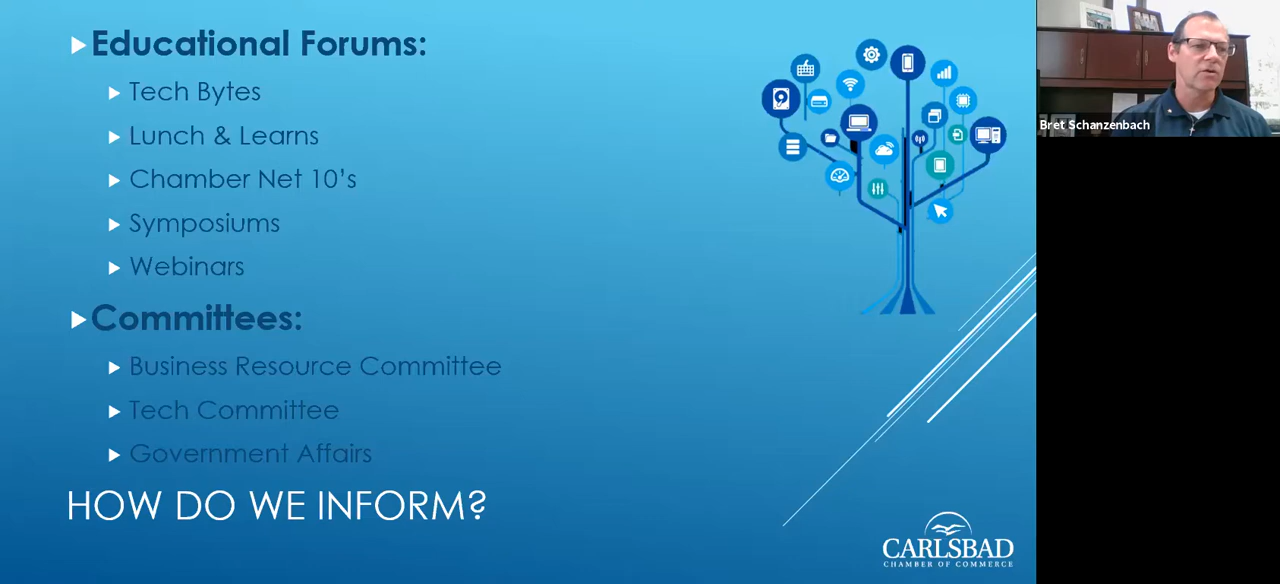 Educational Forums:
Tech Bytes
Lunch & Learns
Chamber Net 10's
Symposiums
Webinars
Committees:
Business Resource Committee
Tech Committee
Government Affairs
HOW DO WE INFORM?
CARLSBAD
CHAMBER OF COMMERCE
Bret Schanzenbach